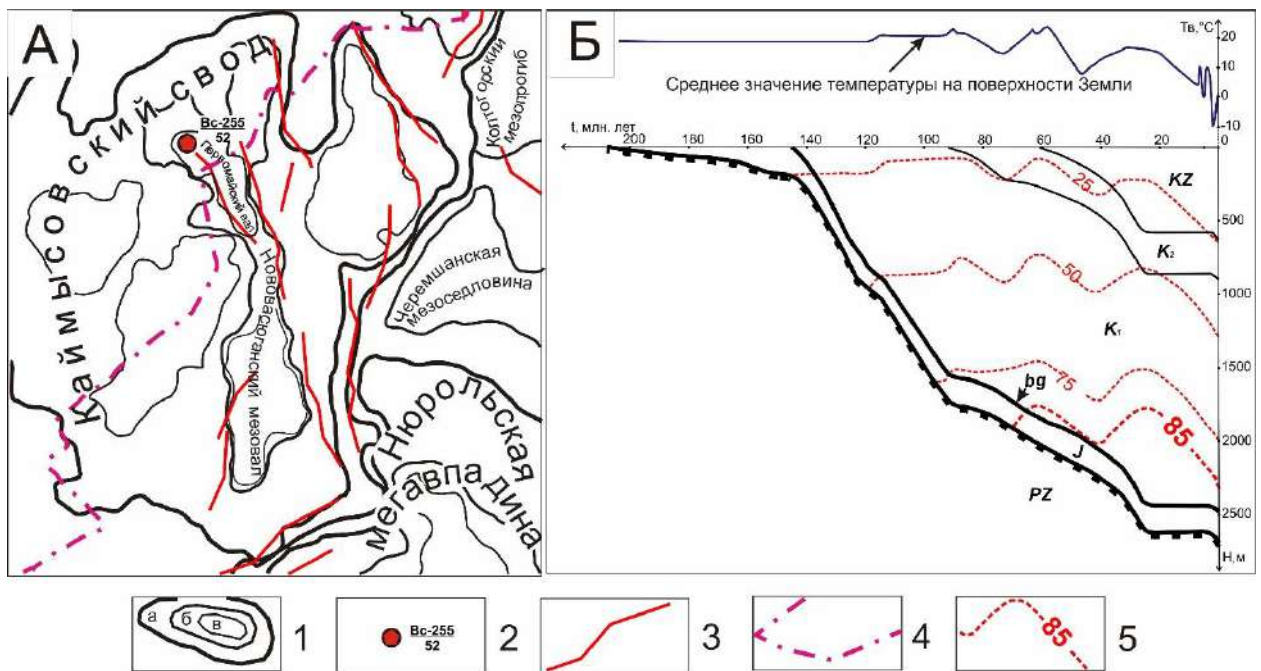 А
Каймысовский свод
Вс-255
52
Первомайский вал
Нововасюганский мезовал
Колтогорский
мезопрогиб
Черемшанская
мезоседловина
Нюрольская
мегавпадина
Б
Тв,°C
20
10
0
-10
Среднее значение температуры на поверхности Земли
t, млн. лет
200
180
160
140
120
100
80
60
40
20
0
500
1000
1500
2000
2500
Н,м
25
50
75
85
KZ
K₂
K₁
bg
J
PZ
а
б
в
1
Вс-255
52
2
3
4
85
5